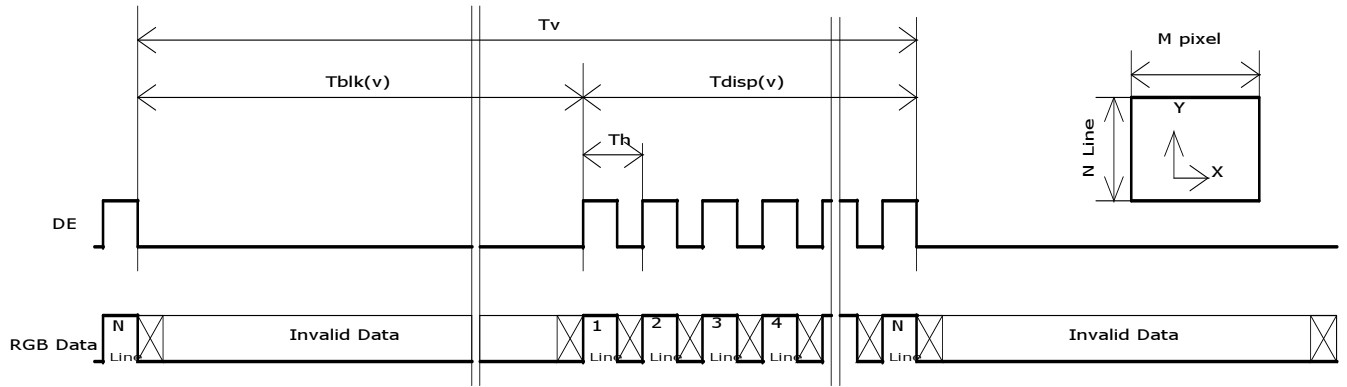 Tv
M pixel
Tblk(v)
Tdisp(v)
Y
N Line
Th
X
DE
RGB Data
N
Line
Invalid Data
1
Line
2
Line
3
Line
4
Line
N
Line
Invalid Data